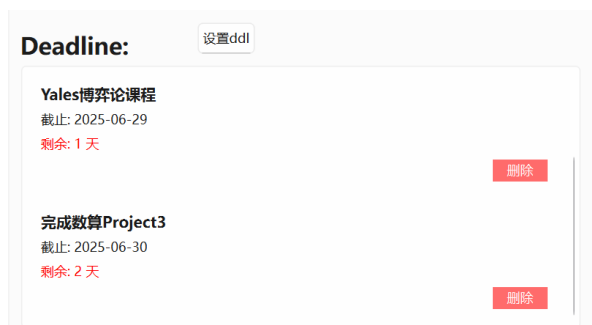 Deadline:
设置ddl
Yales博弈论课程
截止: 2025-06-29
剩余: 1 天
删除
完成数算Project3
截止: 2025-06-30
剩余: 2 天
删除